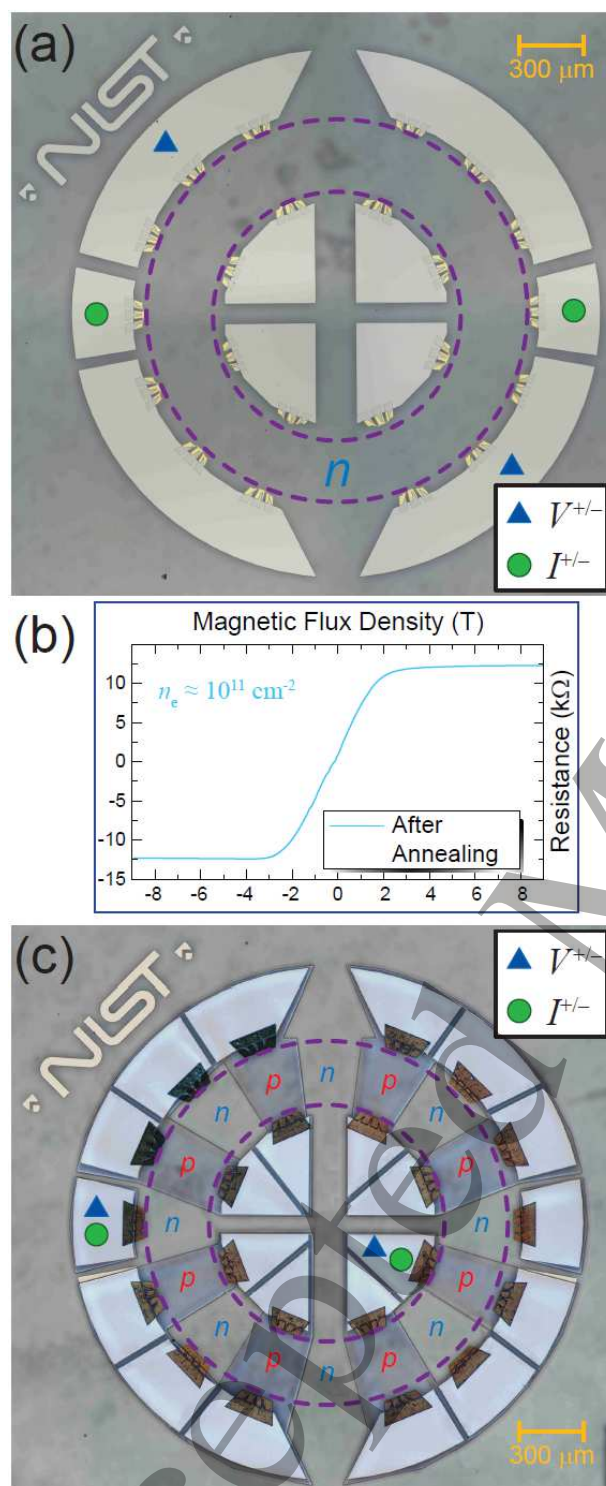 (a)
NIST
300 μm
n
V+/−
I+/−
(b)
Magnetic Flux Density (T)
nₑ ≈ 10¹¹ cm⁻²
10
5
0
-5
-10
-15
Resistance (kΩ)
After
Annealing
-8 -6 -4 -2 0 2 4 6 8
(c)
V+/−
I+/−
NIST
p n p
n n
p p
n n
p p
n n
p n p
300 μm